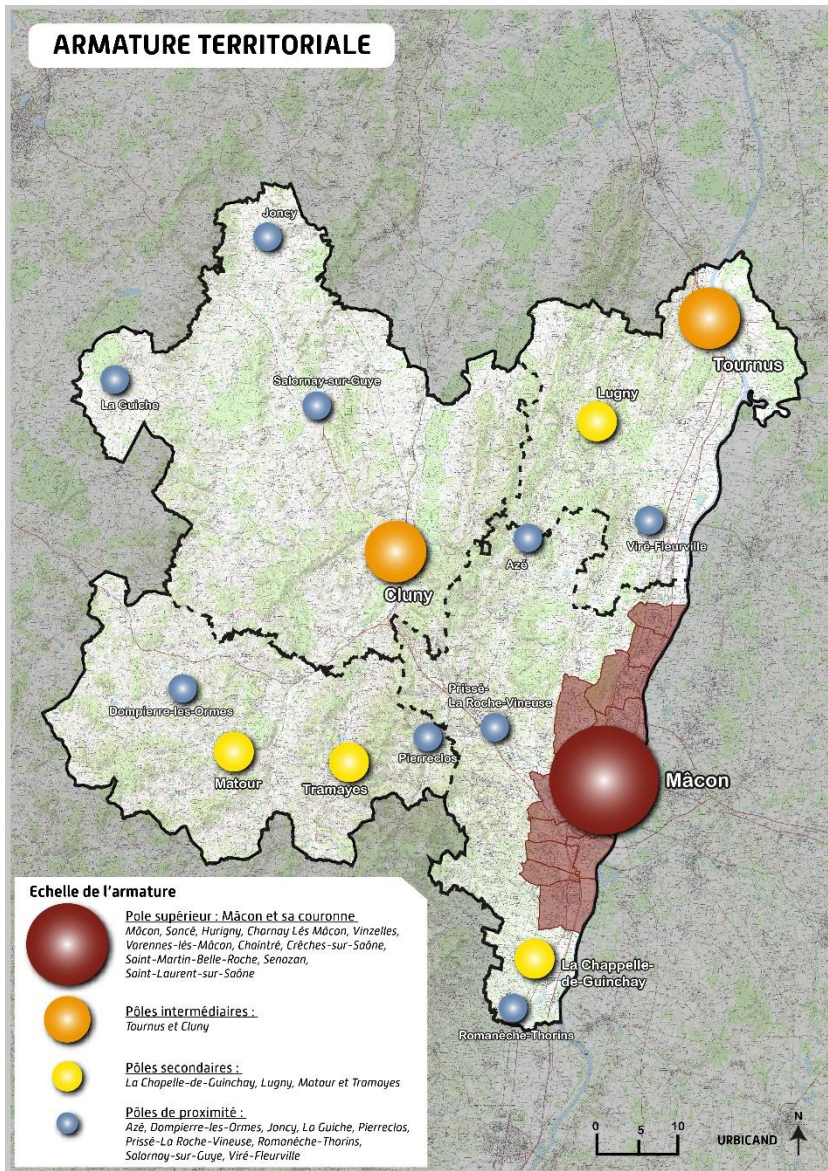 ARMATURE TERRITORIALE
Joncy
La Guiche
Salornay-sur-Guye
Tournus
Lugny
Azé
Viré-Fleurville
Cluny
Dompierre-les-Ormes
Prissé-
La Roche-Vineuse
Matour
Tramayes
Pierreclos
Mâcon
La Chappelle-
de-Guinchay
Romanèche-Thorins
Echelle de l'armature
Pole supérieur : Mâcon et sa couronne
Mâcon, Sancé, Hurigny, Charnay Lès Mâcon, Vinzelles,
Varennes-lès-Mâcon, Chaintré, Crêches-sur-Saône,
Saint-Martin-Belle-Roche, Senozan,
Saint-Laurent-sur-Saône
Pôles intermédiaires :
Tournus et Cluny
Pôles secondaires :
La Chapelle-de-Guinchay, Lugny, Matour et Tramayes
Pôles de proximité :
Azé, Dompierre-les-Ormes, Joncy, La Guiche, Pierreclos,
Prissé-La Roche-Vineuse, Romanèche-Thorins,
Salornay-sur-Guye, Viré-Fleurville
0 5 10
URBICAND
N